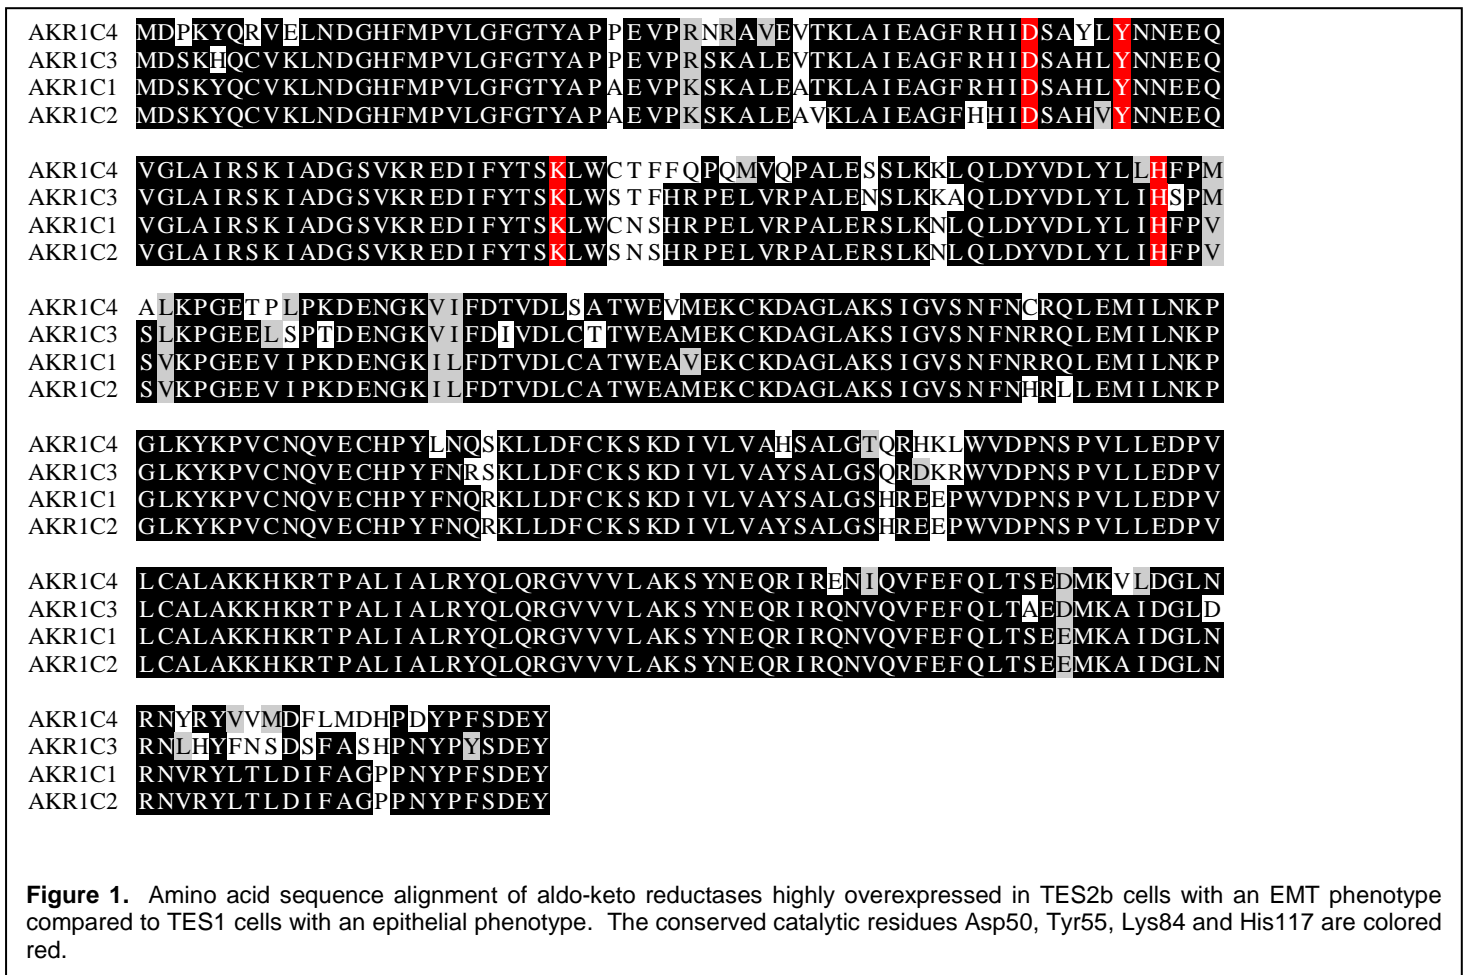 AKR1C4 MDPKYQRVELNDGHFMPVLGFGTYAPPEVPRNRAVEVTKLAIEAGFRHIDSAYLYNNEEQ
AKR1C3 MDSKHQCVKLNDGHFMPVLGFGTYAPPEVPRSKALEVTKLAIEAGFRHIDSAHLYNNEEQ
AKR1C1 MDSKYQCVKLNDGHFMPVLGFGTYAPAEVPKSKALEATKLAIEAGFRHIDSAHLYNNEEQ
AKR1C2 MDSKYQCVKLNDGHFMPVLGFGTYAPAEVPKSKALEAVKLAIEAGFHHIDSAHVYNNEEQ
AKR1C4 VGLAIRSKIADGSVKREDIFYTSKLWCTFFQPQMVQPALESSLKKLQLDYVDLYLLHFPM
AKR1C3 VGLAIRSKIADGSVKREDIFYTSKLWSTFHRPELVRPALENSLKKAQLDYVDLYLIHSPM
AKR1C1 VGLAIRSKIADGSVKREDIFYTSKLWCNSHRPELVRPALERSLKNLQLDYVDLYLIHFPV
AKR1C2 VGLAIRSKIADGSVKREDIFYTSKLWSNSHRPELVRPALERSLKNLQLDYVDLYLIHFPV
AKR1C4 ALKPGETPLPKDENGKVIFDTVDLSATWEVMEKCKDAGLAKSIGVSNFNCRQLEMILNKP
AKR1C3 SLKPGEELSPTDENGKVIFDIVDLCTTWEAMEKCKDAGLAKSIGVSNFNRRQLEMILNKP
AKR1C1 SVKPGEEVIPKDENGKILFDTVDLCATWEAVEKCKDAGLAKSIGVSNFNRRQLEMILNKP
AKR1C2 SVKPGEEVIPKDENGKILFDTVDLCATWEAMEKCKDAGLAKSIGVSNFNHRLLEMILNKP
AKR1C4 GLKYKPVCNQVECHPYLNQSKLLDFCKSKDIVLVAHSALGTQRHKLWVDPNSPVLLEDPV
AKR1C3 GLKYKPVCNQVECHPYFNRSKLLDFCKSKDIVLVAYSALGSQRDKRWVDPNSPVLLEDPV
AKR1C1 GLKYKPVCNQVECHPYFNQRKLLDFCKSKDIVLVAYSALGSHREEPWVDPNSPVLLEDPV
AKR1C2 GLKYKPVCNQVECHPYFNQRKLLDFCKSKDIVLVAYSALGSHREEPWVDPNSPVLLEDPV
AKR1C4 LCALAKKHKRTPALIALRYQLQRGVVVLAKSYNEQRIRENIQVFEFQLTSEDMKVLDGLN
AKR1C3 LCALAKKHKRTPALIALRYQLQRGVVVLAKSYNEQRIRQNVQVFEFQLTAEDMKAIDGLD
AKR1C1 LCALAKKHKRTPALIALRYQLQRGVVVLAKSYNEQRIRQNVQVFEFQLTSEEMKAIDGLN
AKR1C2 LCALAKKHKRTPALIALRYQLQRGVVVLAKSYNEQRIRQNVQVFEFQLTSEEMKAIDGLN
AKR1C4 RNYRYVVMDFLMDHPDYPFSDEY
AKR1C3 RNLHYFNSDSFASHPNYPYSDEY
AKR1C1 RNVRYLTLDIFAGPPNYPFSDEY
AKR1C2 RNVRYLTLDIFAGPPNYPFSDEY
Figure 1. Amino acid sequence alignment of aldo-keto reductases highly overexpressed in TES2b cells with an EMT phenotype
compared to TES1 cells with an epithelial phenotype. The conserved catalytic residues Asp50, Tyr55, Lys84 and His117 are colored
red.